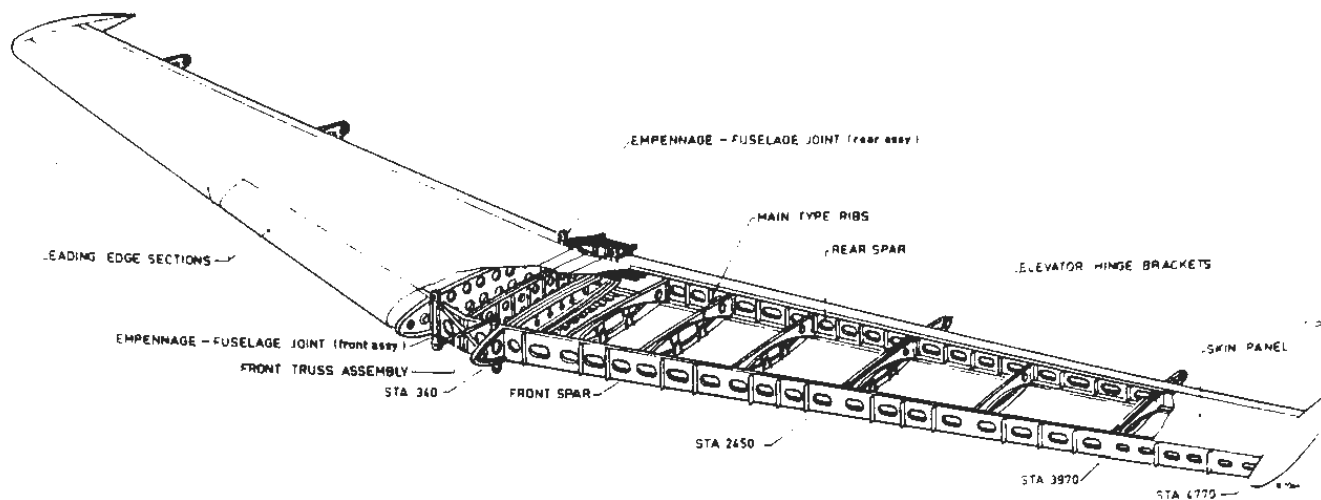 EMPENNAGE - FUSELAGE JOINT (rear assy)
MAIN TYPE RIBS
REAR SPAR
ELEVATOR HINGE BRACKETS
LEADING EDGE SECTIONS
SKIN PANEL
EMPENNAGE - FUSELAGE JOINT (front assy)
FRONT TRUSS ASSEMBLY
STA 360
FRONT SPAR
STA 2450
STA 3970